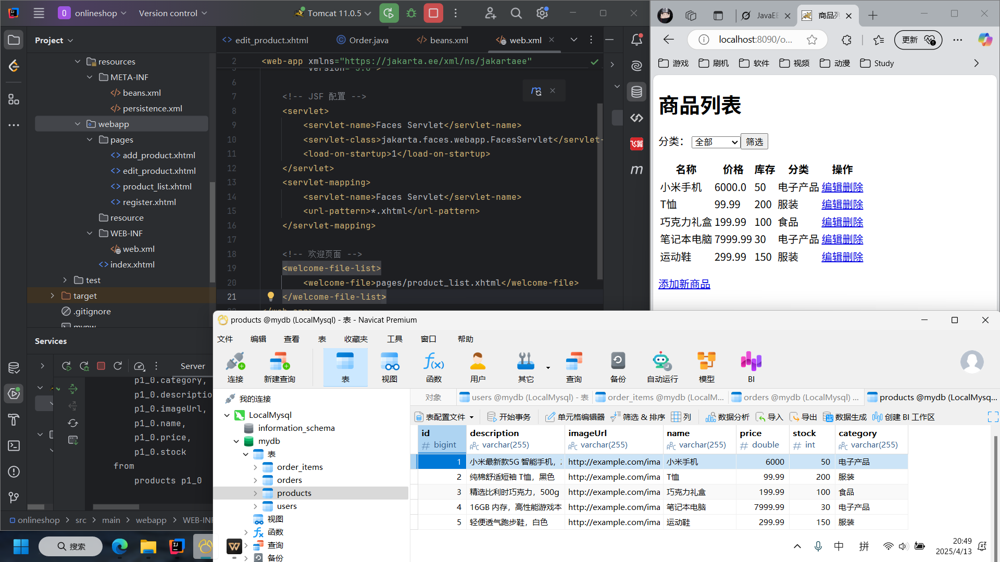 onlineshop
Version control
Tomcat 11.0.5
Project
resources
META-INF
beans.xml
persistence.xml
webapp
pages
add_product.xhtml
edit_product.xhtml
product_list.xhtml
register.xhtml
resource
WEB-INF
web.xml
index.xhtml
test
target
.gitignore
edit_product.xhtml
Order.java
beans.xml
web.xml
2 <web-app xmlns="https://jakarta.ee/xml/ns/jakartaee"
6
7 <!-- JSF 配置 -->
8 <servlet>
9 <servlet-name>Faces Servlet</servlet-name>
10 <servlet-class>jakarta.faces.webapp.FacesServlet</servlet-
11 <load-on-startup>1</load-on-startup>
12 </servlet>
13 <servlet-mapping>
14 <servlet-name>Faces Servlet</servlet-name>
15 <url-pattern>*.xhtml</url-pattern>
16 </servlet-mapping>
17
18 <!-- 欢迎页面 -->
19 <welcome-file-list>
20 <welcome-file>pages/product_list.xhtml</welcome-file>
21 </welcome-file-list>
飞算
m
JavaEE
商品列
localhost:8090/o...
更新
游戏 刷机 软件 视频 动漫 Study
商品列表
分类： 全部 筛选
名称 价格 库存 分类 操作
小米手机 6000.0 50 电子产品 编辑删除
T恤 99.99 200 服装 编辑删除
巧克力礼盒 199.99 100 食品 编辑删除
笔记本电脑 7999.99 30 电子产品 编辑删除
运动鞋 299.99 150 服装 编辑删除
添加新商品
Services
Server
p1_0.category,
p1_0.descriptio
p1_0.imageUrl,
p1_0.name,
p1_0.price,
p1_0.stock
from
products p1_0
onlineshop > src > main > webapp > WEB-INF
products @mydb (LocalMysql) - 表 - Navicat Premium
文件 编辑 查看 表 收藏夹 工具 窗口 帮助
连接 新建查询 表 视图 函数 用户 其它 查询 备份 自动运行 模型 BI
我的连接
LocalMysql
information_schema
mydb
表
order_items
orders
products
users
视图
函数
查询
备份
对象 users @mydb (LocalMysql) - 表 order_items @mydb (LocalM... orders @mydb (LocalMysql) ... products @mydb (LocalMysq...
表配置文件 开始事务 单元格编辑器 筛选 & 排序 列 数据分析 导入 导出 数据生成 创建 BI 工作区
id description imageUrl name price stock category
# bigint varchar(255) varchar(255) varchar(255) # double # int varchar(255)
1 小米最新款5G 智能手机， http://example.com/ima 小米手机 6000 50 电子产品
2 纯棉舒适短袖 T恤，黑色 http://example.com/ima T恤 99.99 200 服装
3 精选比利时巧克力，500g http://example.com/ima 巧克力礼盒 199.99 100 食品
4 16GB 内存，高性能游戏本 http://example.com/ima 笔记本电脑 7999.99 30 电子产品
5 轻便透气跑步鞋，白色 http://example.com/ima 运动鞋 299.99 150 服装
搜索
中 拼
20:49
2025/4/13